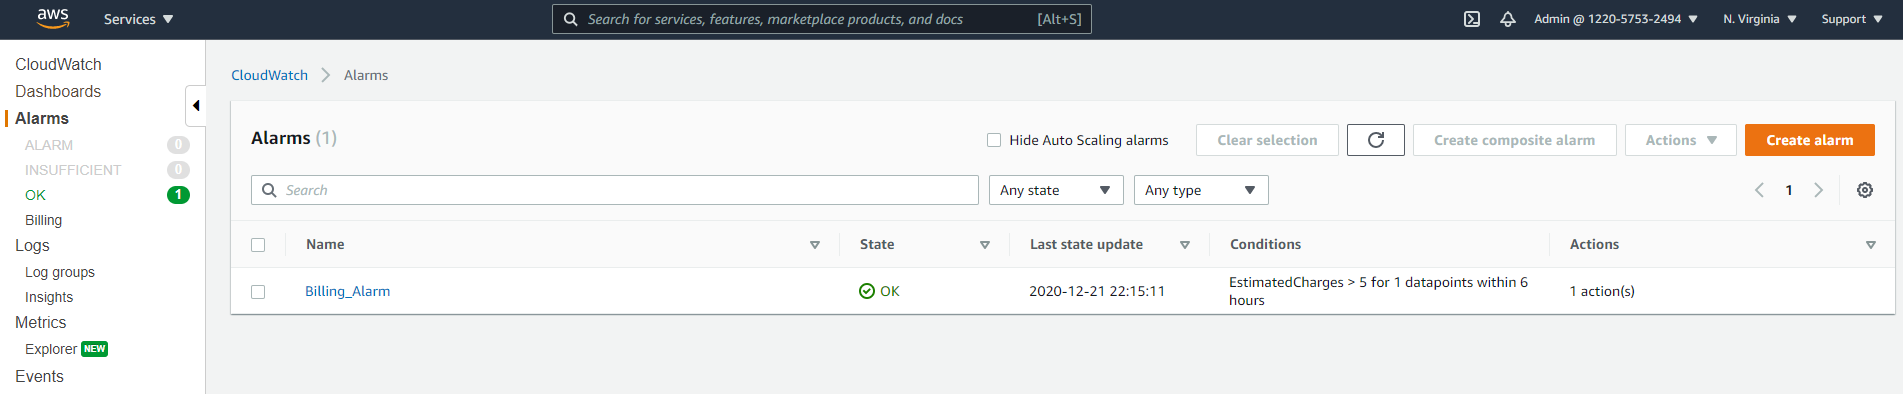 aws
Services
Search for services, features, marketplace products, and docs [Alt+S]
Admin @ 1220-5753-2494
N. Virginia
Support
CloudWatch
Dashboards
Alarms
ALARM 0
INSUFFICIENT 0
OK 1
Billing
Logs
Log groups
Insights
Metrics
Explorer NEW
Events
CloudWatch Alarms
Alarms (1)
Hide Auto Scaling alarms
Clear selection
Create composite alarm
Actions
Create alarm
Search
Any state
Any type
1
Name State Last state update Conditions Actions
Billing_Alarm OK 2020-12-21 22:15:11 EstimatedCharges > 5 for 1 datapoints within 6
hours
1 action(s)